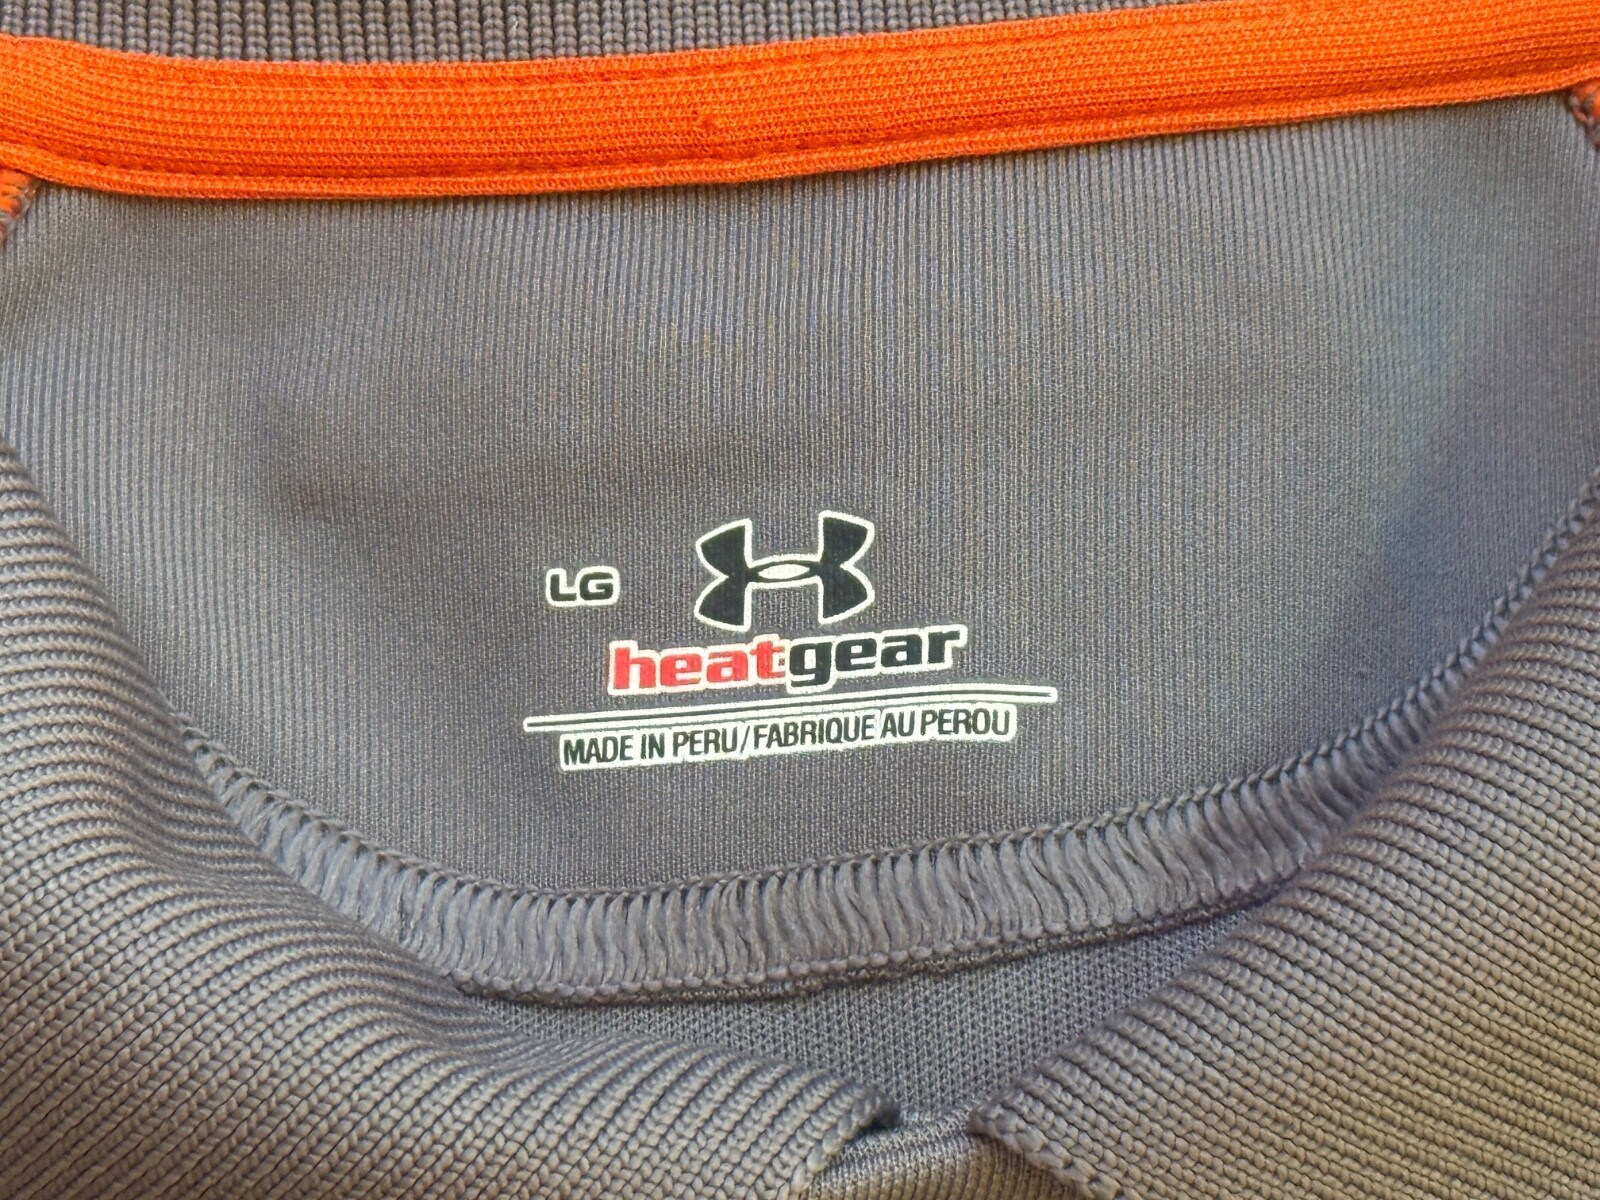 LG
heatgear
MADE IN PERU/FABRIQUE AU PEROU